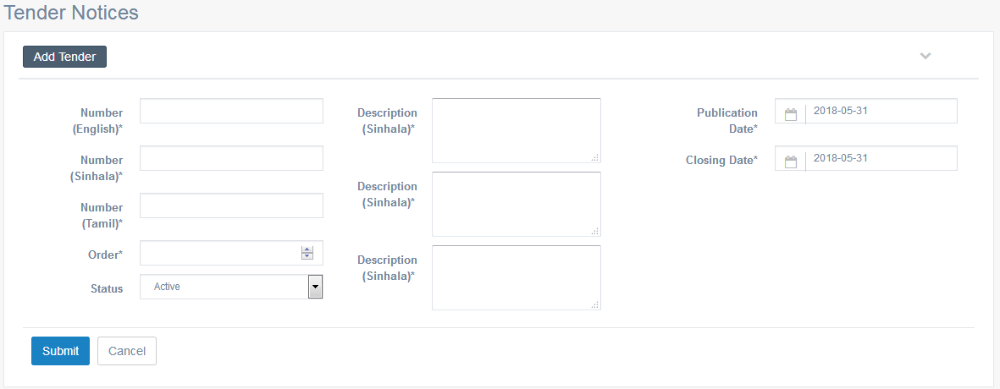 Tender Notices
Add Tender
Number
(English)*
Number
(Sinhala)*
Number
(Tamil)*
Order*
Status
Active
Description
(Sinhala)*
Description
(Sinhala)*
Description
(Sinhala)*
Publication
Date*
2018-05-31
Closing Date*
2018-05-31
Submit
Cancel